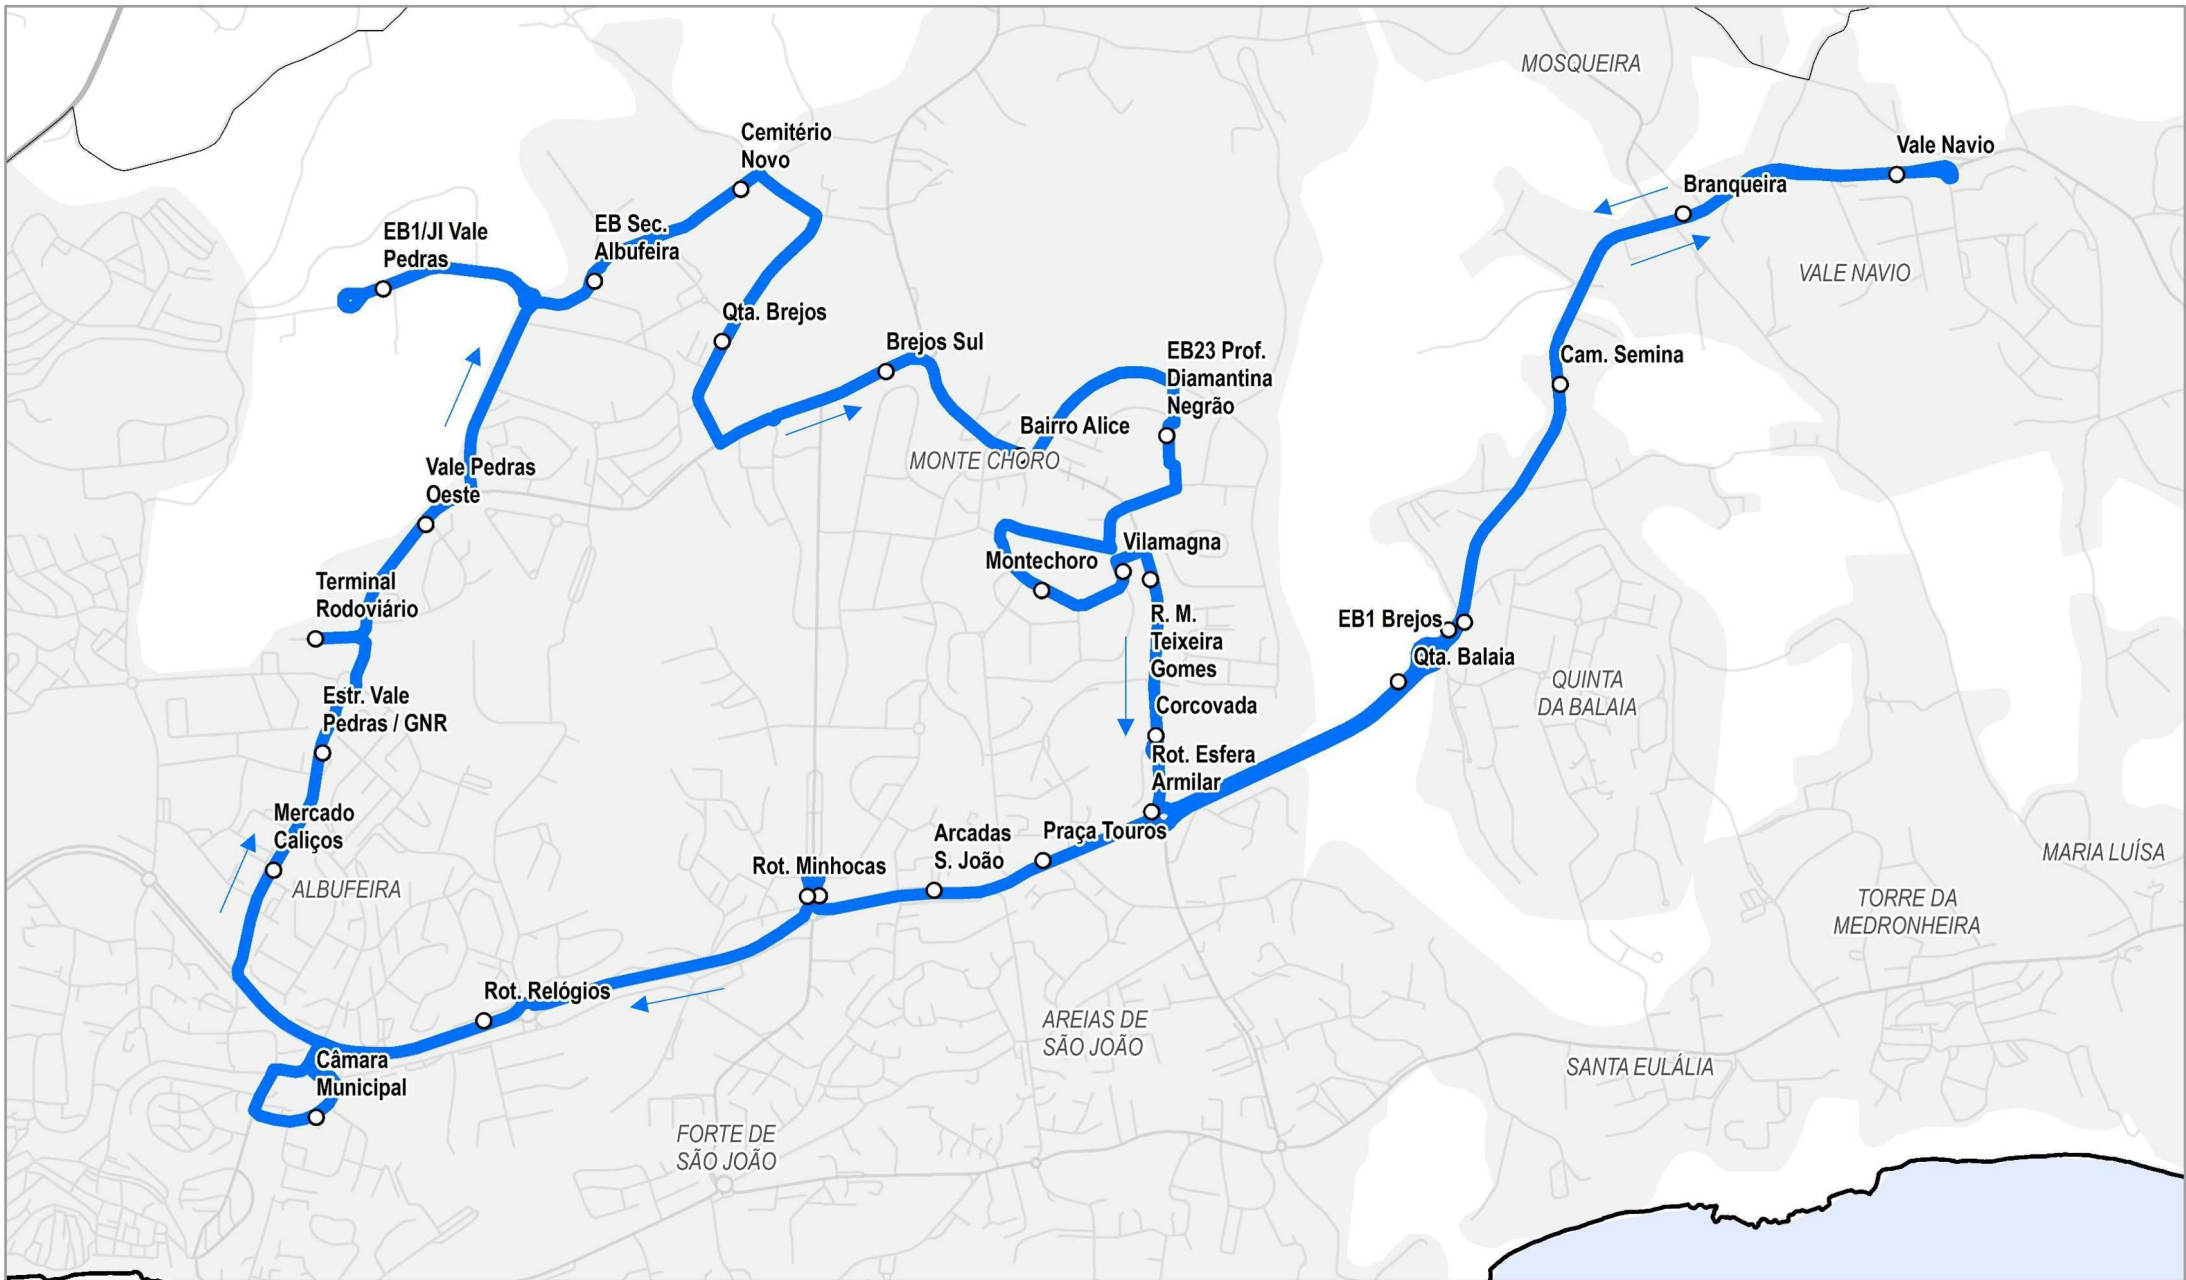 MOSQUEIRA
Cemitério
Novo
Vale Navio
Branqueira
EB1/JI Vale
Pedras
EB Sec.
Albufeira
VALE NAVIO
Qta. Brejos
Brejos Sul
EB23 Prof.
Diamantina
Negrão
Cam. Semina
Bairro Alice
MONTE CHORO
Vale Pedras
Oeste
Vilamagna
Montechoro
Terminal
Rodoviário
R. M.
Teixeira
Gomes
EB1 Brejos
Qta. Balaia
QUINTA
DA BALAIA
Estr. Vale
Pedras / GNR
Corcovada
Rot. Esfera
Armilar
Mercado
Caliços
Arcadas
S. João
Praça Touros
MARIA LUÍSA
Rot. Minhocas
ALBUFEIRA
TORRE DA
MEDRONHEIRA
Rot. Relógios
AREIAS DE
SÃO JOÃO
Câmara
Municipal
SANTA EULÁLIA
FORTE DE
SÃO JOÃO